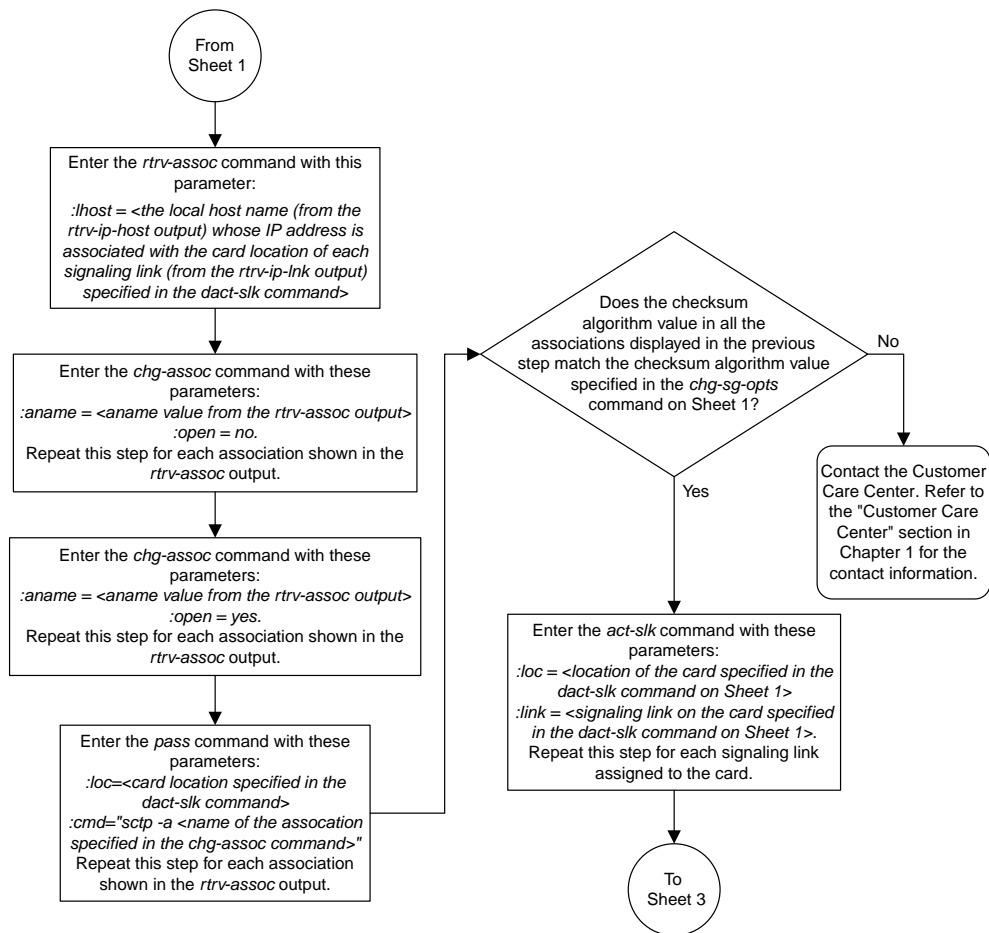 From
Sheet 1
Enter the rtrv-assoc command with this
parameter:
:lhost = <the local host name (from the
rtrv-ip-host output) whose IP address is
associated with the card location of each
signaling link (from the rtrv-ip-lnk output)
specified in the dact-slk command>
Enter the chg-assoc command with these
parameters:
:aname = <aname value from the rtrv-assoc output>
:open = no.
Repeat this step for each association shown in the
rtrv-assoc output.
Enter the chg-assoc command with these
parameters:
:aname = <aname value from the rtrv-assoc output>
:open = yes.
Repeat this step for each association shown in the
rtrv-assoc output.
Enter the pass command with these
parameters:
:loc=<card location specified in the
dact-slk command>
:cmd="sctp -a <name of the assocation
specified in the chg-assoc command>"
Repeat this step for each association
shown in the rtrv-assoc output.
Does the checksum
algorithm value in all the
associations displayed in the previous
step match the checksum algorithm value
specified in the chg-sg-opts
command on Sheet 1?
No
Contact the Customer
Care Center. Refer to
the "Customer Care
Center" section in
Chapter 1 for the
contact information.
Yes
Enter the act-slk command with these
parameters:
:loc = <location of the card specified in the
dact-slk command on Sheet 1>
:link = <signaling link on the card specified
in the dact-slk command on Sheet 1>.
Repeat this step for each signaling link
assigned to the card.
To
Sheet 3